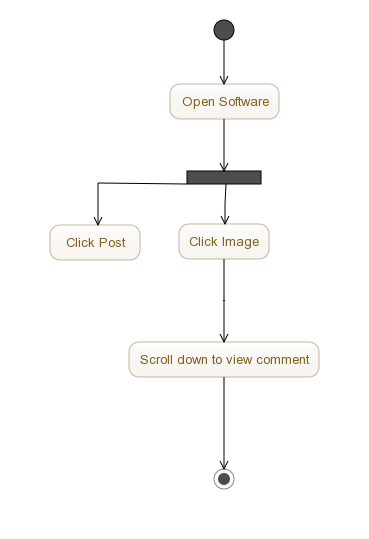 Open Software
Click Post
Click Image
Scroll down to view comment